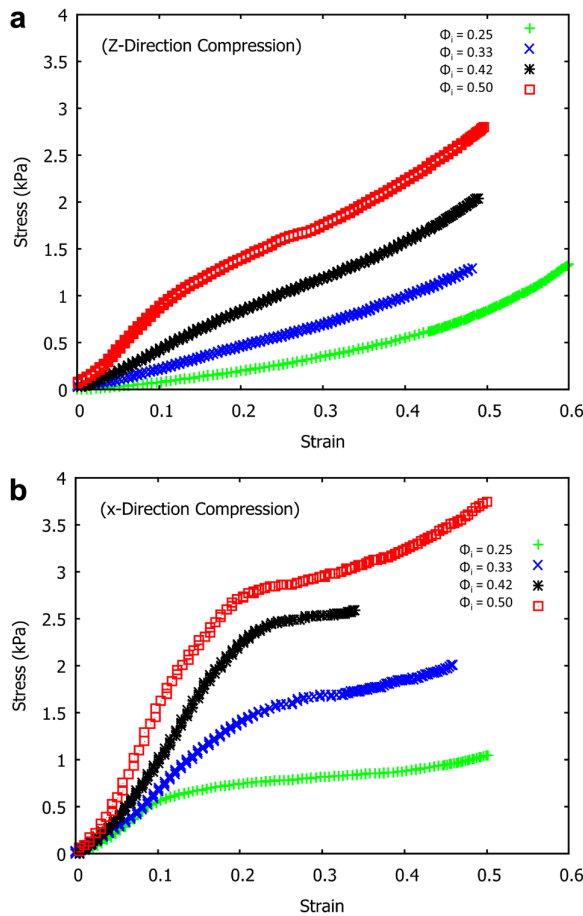 a
(Z-Direction Compression)
Φi = 0.25
Φi = 0.33
Φi = 0.42
Φi = 0.50
4
3.5
3
2.5
2
1.5
1
0.5
0
Stress (kPa)
0
0.1
0.2
0.3
0.4
0.5
0.6
Strain
b
(x-Direction Compression)
Φi = 0.25
Φi = 0.33
Φi = 0.42
Φi = 0.50
4
3.5
3
2.5
2
1.5
1
0.5
0
Stress (kPa)
0
0.1
0.2
0.3
0.4
0.5
0.6
Strain